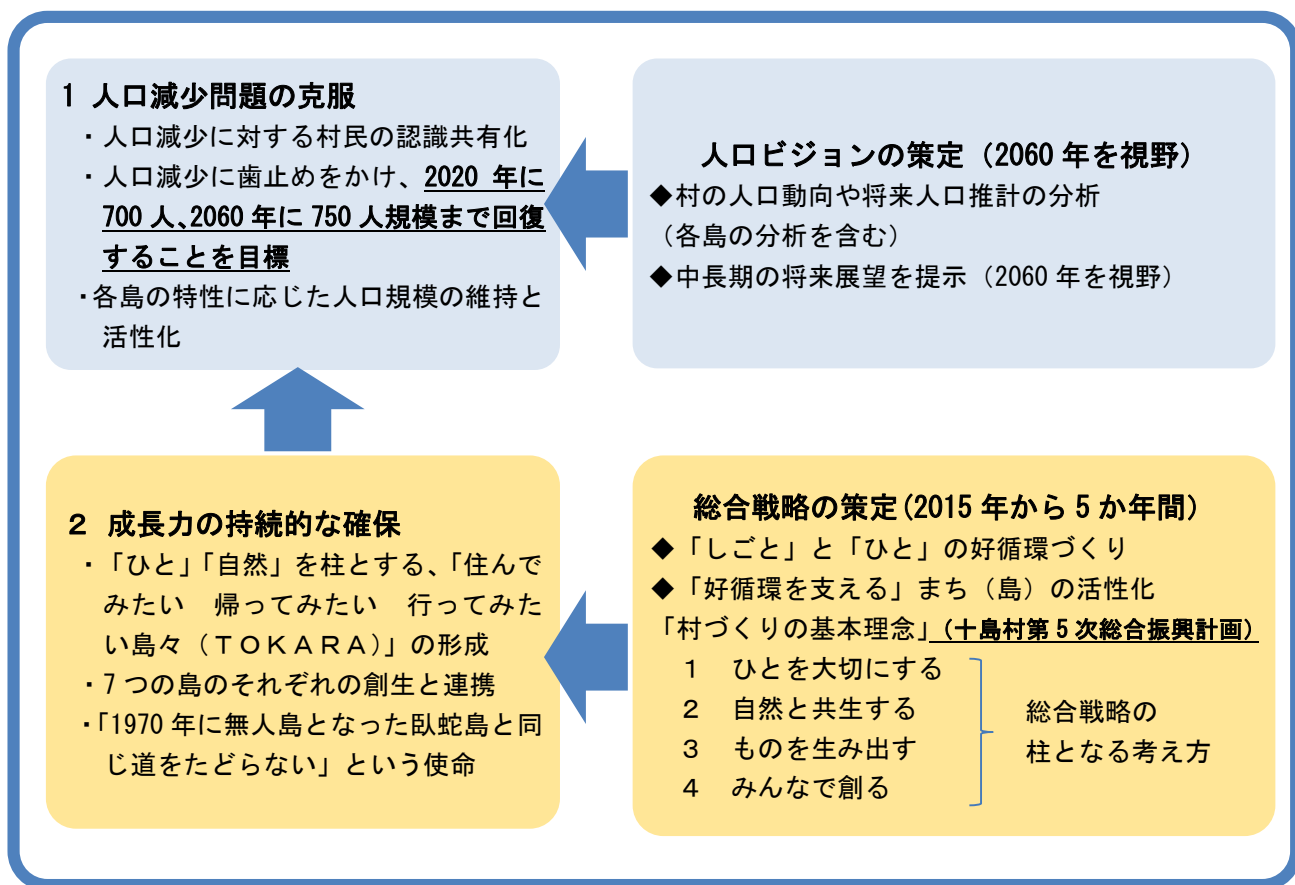 1 人口減少問題の克服
・人口減少に対する村民の認識共有化
・人口減少に歯止めをかけ、2020 年に
700 人、2060 年に 750 人規模まで回復
することを目標
・各島の特性に応じた人口規模の維持と
活性化
人口ビジョンの策定（2060 年を視野）
◆村の人口動向や将来人口推計の分析
（各島の分析を含む）
◆中長期の将来展望を提示（2060 年を視野）
２ 成長力の持続的な確保
・「ひと」「自然」を柱とする、「住んで
みたい　帰ってみたい　行ってみた
い島々（ＴＯＫＡＲＡ）」の形成
・7 つの島のそれぞれの創生と連携
・「1970 年に無人島となった臥蛇島と同
じ道をたどらない」という使命
総合戦略の策定(2015 年から 5 か年間)
◆「しごと」と「ひと」の好循環づくり
◆「好循環を支える」まち（島）の活性化
「村づくりの基本理念」（十島村第 5 次総合振興計画）
１　ひとを大切にする
２　自然と共生する
３　ものを生み出す
４　みんなで創る
総合戦略の
柱となる考え方